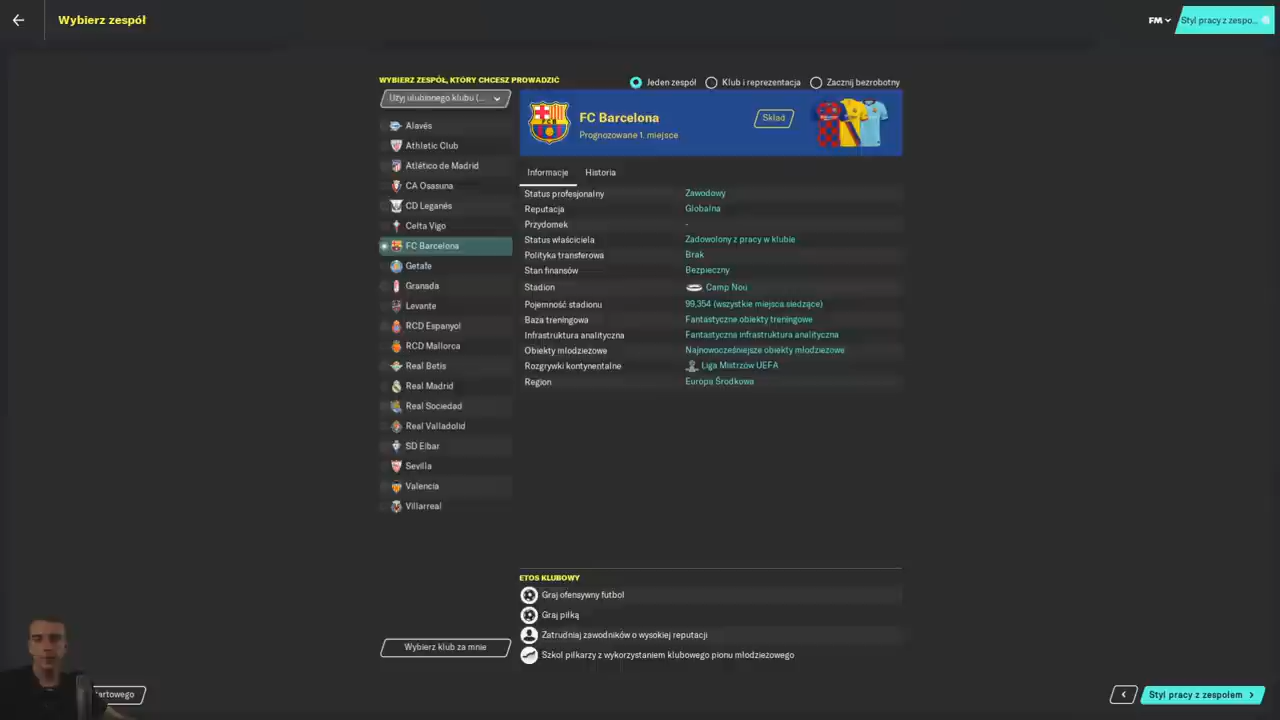 Wybierz zespół
FM
Styl pracy z zespo...
WYBIERZ ZESPÓŁ, KTÓRY CHCESZ PROWADZIĆ
Jeden zespół
Klub i reprezentacja
Zacznij bezrobotny
Użyj ulubionego klubu (...
Alavés
Athletic Club
Atlético de Madrid
CA Osasuna
CD Leganés
Celta Vigo
FC Barcelona
Getafe
Granada
Levante
RCD Espanyol
RCD Mallorca
Real Betis
Real Madrid
Real Sociedad
Real Valladolid
SD Eibar
Sevilla
Valencia
Villarreal
Wybierz klub za mnie
FC Barcelona
Prognozowane 1. miejsce
Skład
Informacje
Historia
Status profesjonalny Zawodowy
Reputacja Globalna
Przydomek -
Status właściciela Zadowolony z pracy w klubie
Polityka transferowa Brak
Stan finansów Bezpieczny
Stadion Camp Nou
Pojemność stadionu 99,354 (wszystkie miejsca siedzące)
Baza treningowa Fantastyczne obiekty treningowe
Infrastruktura analityczna Fantastyczna infrastruktura analityczna
Obiekty młodzieżowe Najnowocześniejsze obiekty młodzieżowe
Rozgrywki kontynentalne Liga Mistrzów UEFA
Region Europa Środkowa
ETOS KLUBOWY
Graj ofensywny futbol
Graj piłką
Zatrudniaj zawodników o wysokiej reputacji
Szkol piłkarzy z wykorzystaniem klubowego pionu młodzieżowego
artowego
Styl pracy z zespołem